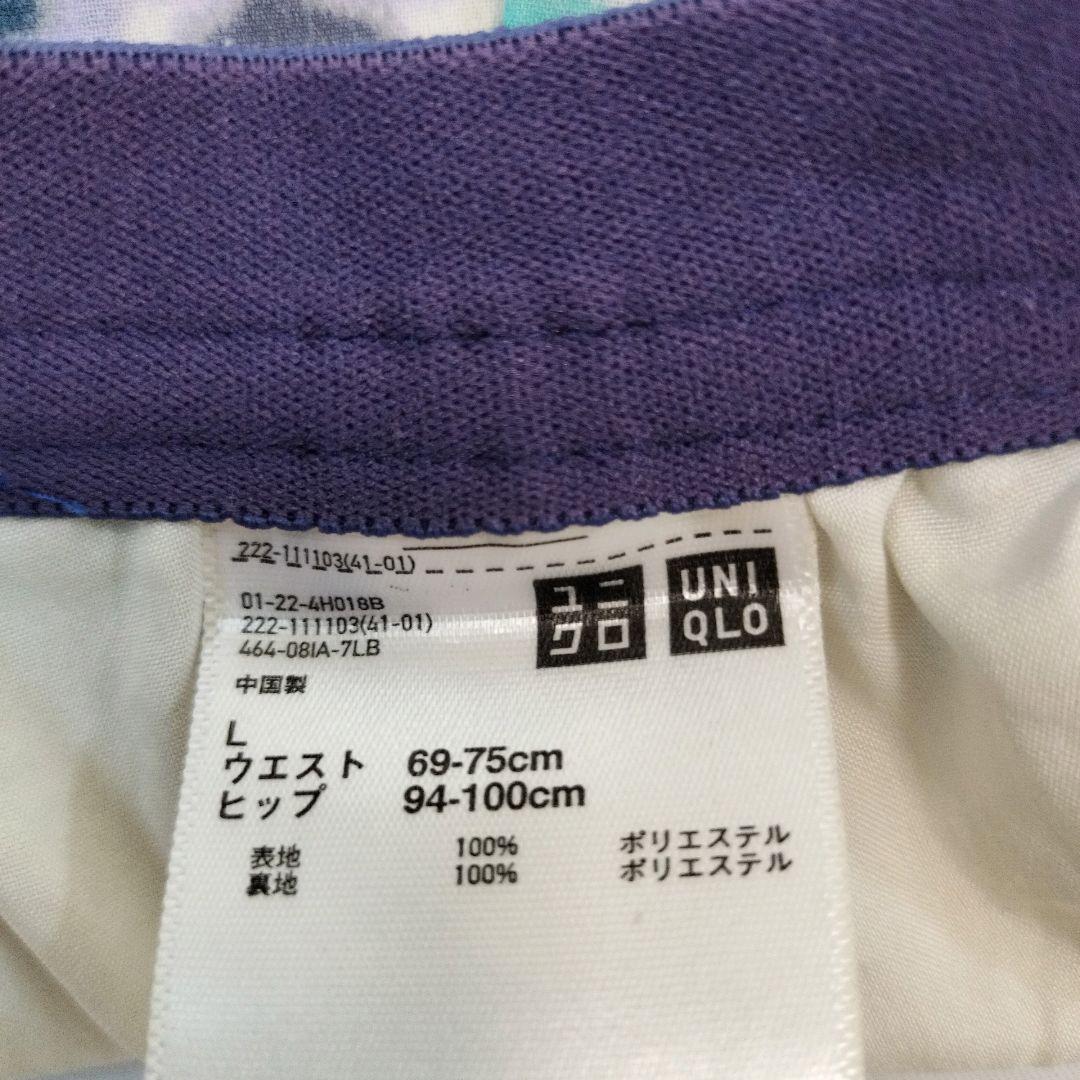 222-111103(41-01)
01-22-4H018B
222-111103(41-01)
464-08IA-7LB
中国製
ユニ
クロ
UNI
QLO
L
ウエスト 69-75cm
ヒップ 94-100cm
表地 100% ポリエステル
裏地 100% ポリエステル